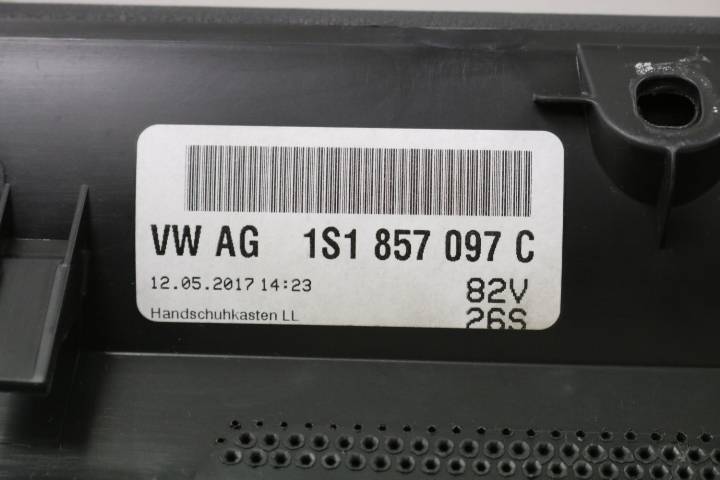 VW AG 1S1 857 097 C
12.05.2017 14:23 82V
Handschuhkasten LL 26S